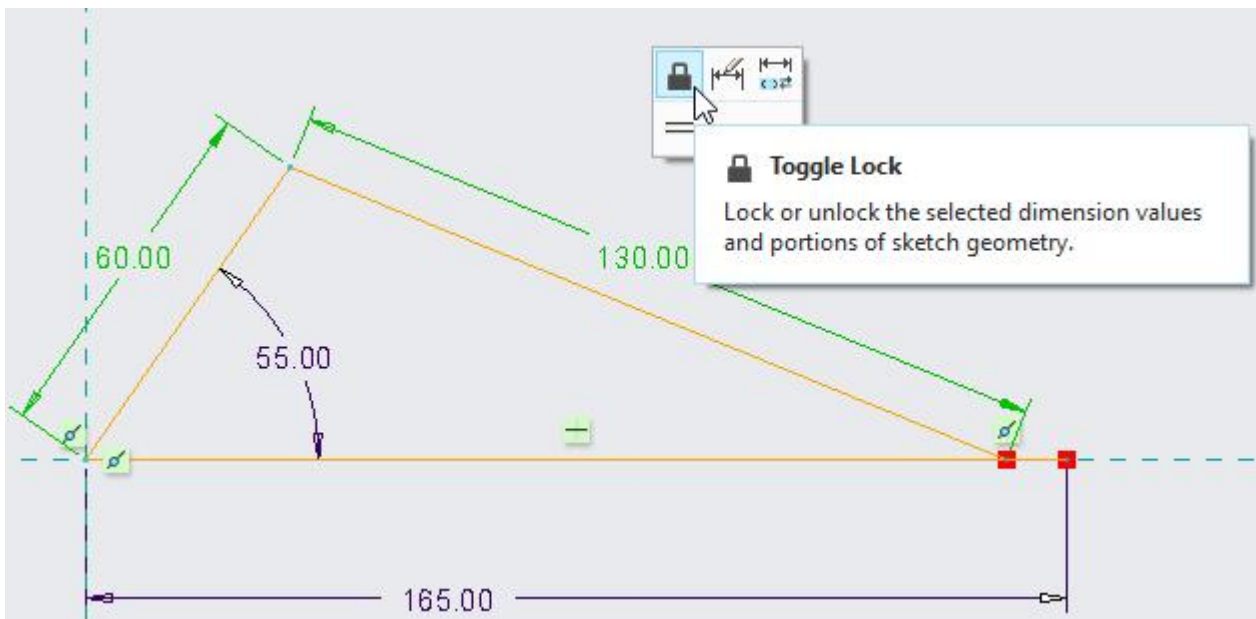 Toggle Lock
Lock or unlock the selected dimension values
and portions of sketch geometry.
60.00
130.00
55.00
165.00